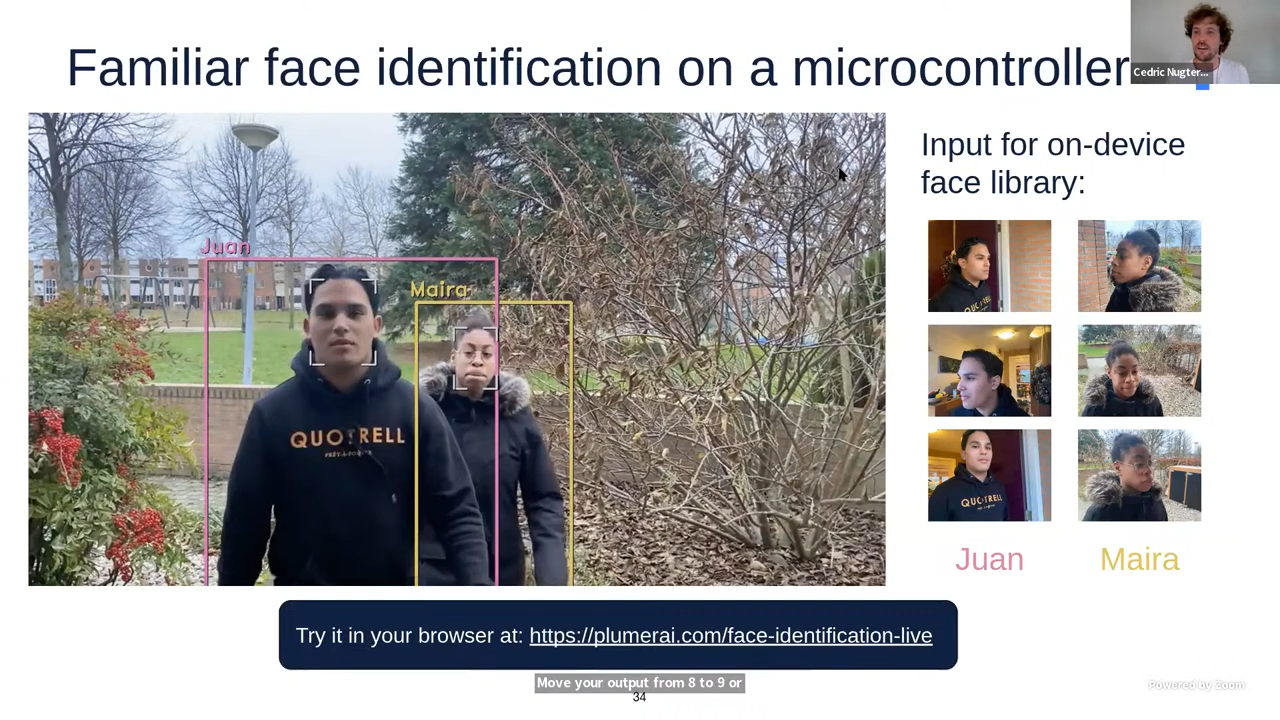 Familiar face identification on a microcontroller
Cedric Nugter...
Input for on-device
face library:
Juan
Maira
QUOTRELL
QUOTRELL
Juan
Maira
Try it in your browser at: https://plumerai.com/face-identification-live
Move your output from 8 to 9 or
34
Powered by Zoom